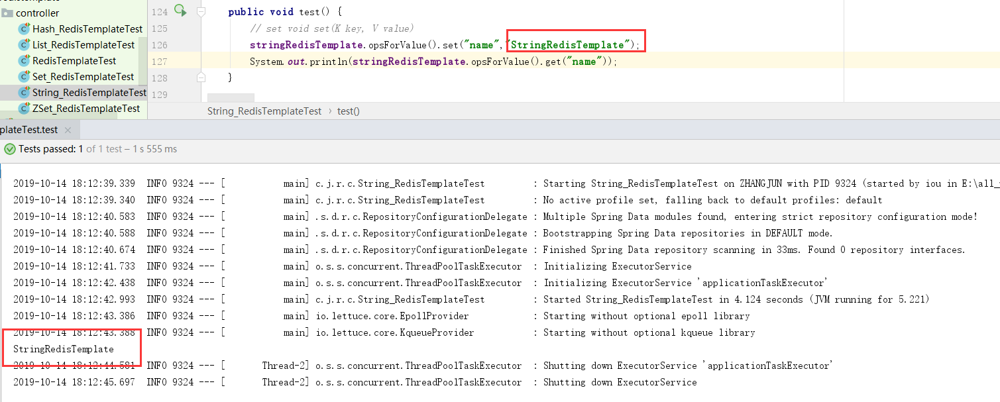 controller
Hash_RedisTemplateTest
List_RedisTemplateTest
RedisTemplateTest
Set_RedisTemplateTest
String_RedisTemplateTest
ZSet_RedisTemplateTest
124 public void test() {
125 // set void set(K key, V value)
126 stringRedisTemplate.opsForValue().set("name","StringRedisTemplate");
127 System.out.println(stringRedisTemplate.opsForValue().get("name"));
128 }
129
String_RedisTemplateTest › test()
plateTest.test ×
Tests passed: 1 of 1 test – 1 s 555 ms
2019-10-14 18:12:39.339 INFO 9324 --- [ main] c.j.r.c.String_RedisTemplateTest : Starting String_RedisTemplateTest on ZHANGJUN with PID 9324 (started by iou in E:\all_
2019-10-14 18:12:39.340 INFO 9324 --- [ main] c.j.r.c.String_RedisTemplateTest : No active profile set, falling back to default profiles: default
2019-10-14 18:12:40.583 INFO 9324 --- [ main] .s.d.r.c.RepositoryConfigurationDelegate : Multiple Spring Data modules found, entering strict repository configuration mode!
2019-10-14 18:12:40.588 INFO 9324 --- [ main] .s.d.r.c.RepositoryConfigurationDelegate : Bootstrapping Spring Data repositories in DEFAULT mode.
2019-10-14 18:12:40.674 INFO 9324 --- [ main] .s.d.r.c.RepositoryConfigurationDelegate : Finished Spring Data repository scanning in 33ms. Found 0 repository interfaces.
2019-10-14 18:12:41.733 INFO 9324 --- [ main] o.s.s.concurrent.ThreadPoolTaskExecutor : Initializing ExecutorService
2019-10-14 18:12:42.438 INFO 9324 --- [ main] o.s.s.concurrent.ThreadPoolTaskExecutor : Initializing ExecutorService 'applicationTaskExecutor'
2019-10-14 18:12:42.993 INFO 9324 --- [ main] c.j.r.c.String_RedisTemplateTest : Started String_RedisTemplateTest in 4.124 seconds (JVM running for 5.221)
2019-10-14 18:12:43.386 INFO 9324 --- [ main] io.lettuce.core.EpollProvider : Starting without optional epoll library
2019-10-14 18:12:43.388 INFO 9324 --- [ main] io.lettuce.core.KqueueProvider : Starting without optional kqueue library
StringRedisTemplate
2019-10-14 18:12:44.581 INFO 9324 --- [ Thread-2] o.s.s.concurrent.ThreadPoolTaskExecutor : Shutting down ExecutorService 'applicationTaskExecutor'
2019-10-14 18:12:45.697 INFO 9324 --- [ Thread-2] o.s.s.concurrent.ThreadPoolTaskExecutor : Shutting down ExecutorService